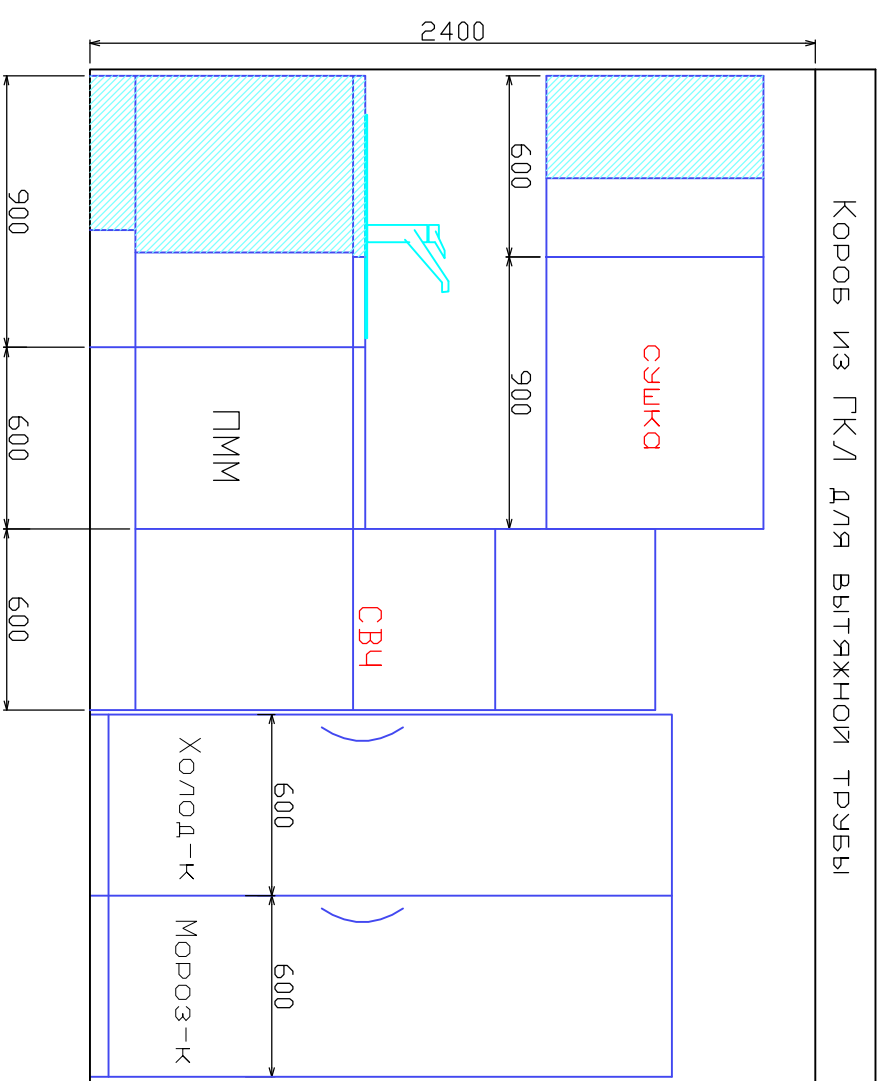 Короб из ГКЛ для вытяжной трубы
2400
600
900
сушка
900
600
600
ПММ
СВЧ
600
600
Холод-к
Мороз-к